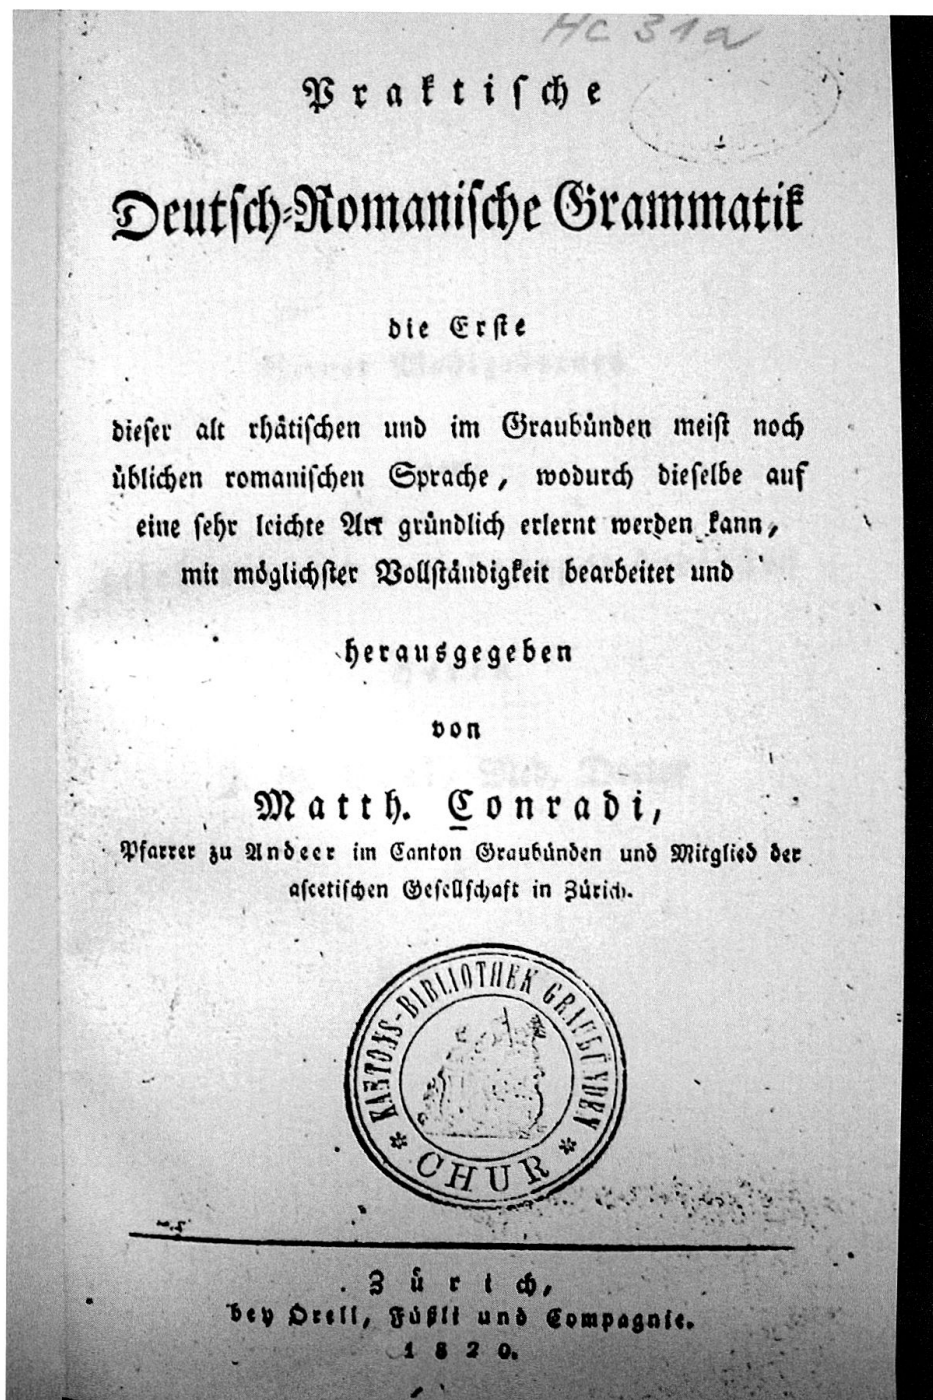 HC 31a
Praktische
Deutsch-Romanische Grammatik
die Erste
dieser alt rhätischen und im Graubünden meist noch
üblichen romanischen Sprache, wodurch dieselbe auf
eine sehr leichte Art gründlich erlernt werden kann,
mit möglichster Vollständigkeit bearbeitet und
herausgegeben
von
Matth. Conradi,
Pfarrer zu Andeer im Canton Graubünden und Mitglied der
ascetischen Gesellschaft in Zürich.
KANTONS-BIBLIOTHEK GRAUBÜNDEN
* CHUR *
Zürich,
bey Orell, Füßli und Compagnie.
1820.